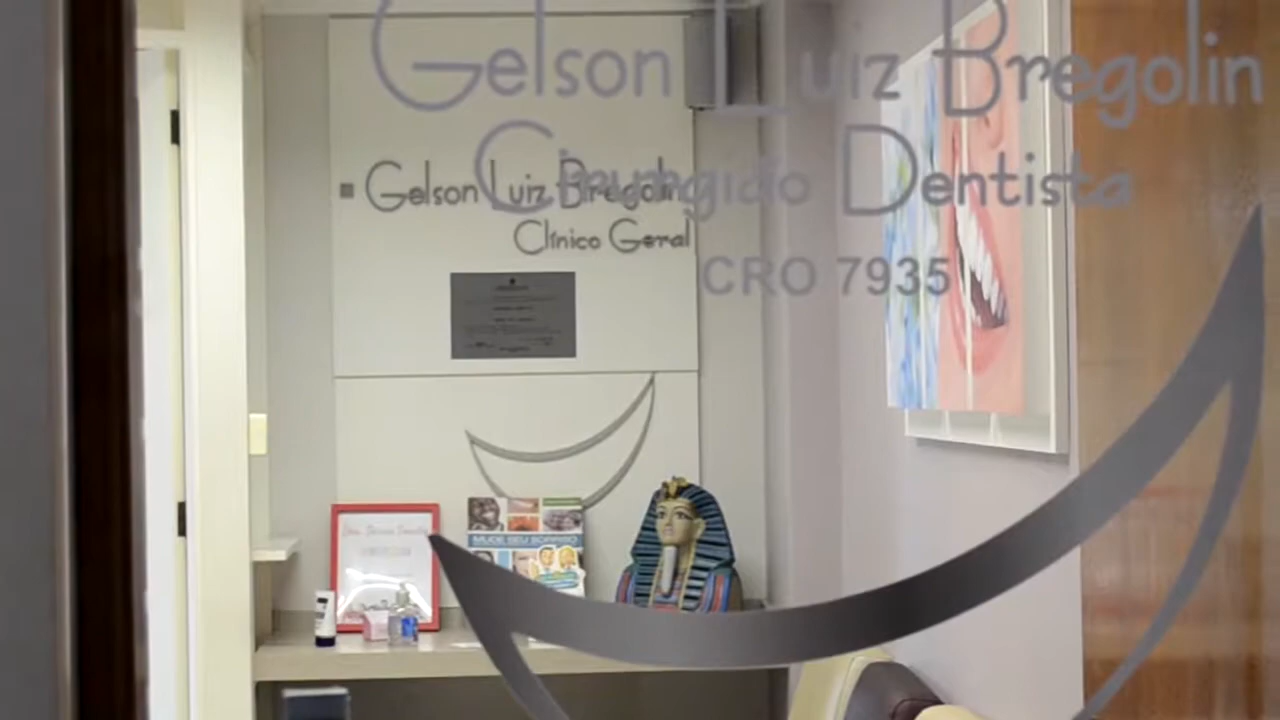 Gelson Luiz Bregolin
Cirurgião Dentista
CRO 7935
Gelson Luiz Bregolin
Clínico Geral
MUDE SEU SORRISO